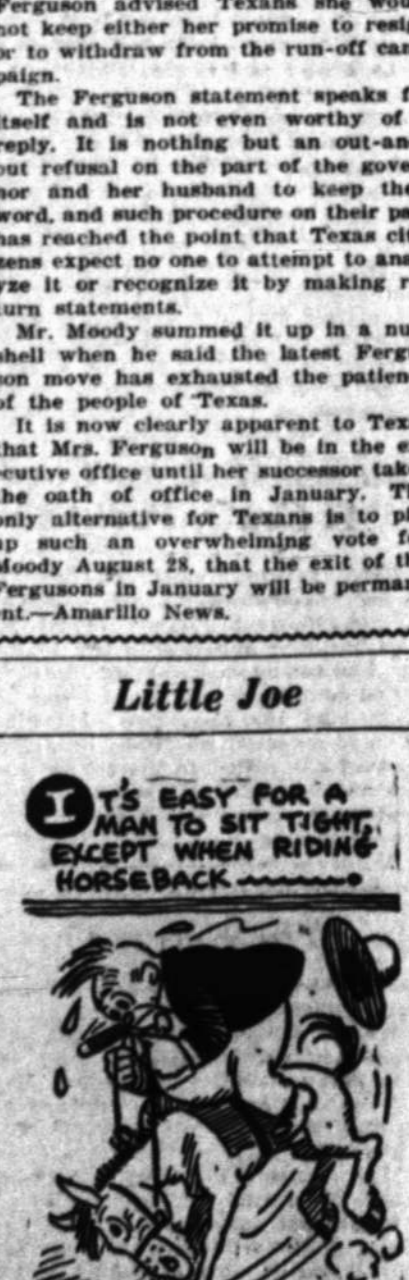 Ferguson advised Texans she wou
not keep either her promise to resig
or to withdraw from the run-off cam
paign.
The Ferguson statement speaks f
itself and is not even worthy of
reply. It is nothing but an out-an
out refusal on the part of the gove
nor and her husband to keep the
word, and such procedure on their pa
has reached the point that Texas cit
zens expect no one to attempt to ana
yze it or recognize it by making r
turn statements.
Mr. Moody summed it up in a nu
shell when he said the latest Ferg
son move has exhausted the patien
of the people of Texas.
It is now clearly apparent to Tex
that Mrs. Ferguson will be in the e
ecutive office until her successor tak
the oath of office in January. T
only alternative for Texans is to pi
up such an overwhelming vote f
Moody August 28, that the exit of t
Fergusons in January will be perma
ent.—Amarillo News.
Little Joe
IT'S EASY FOR A
MAN TO SIT TIGHT,
EXCEPT WHEN RIDING
HORSEBACK